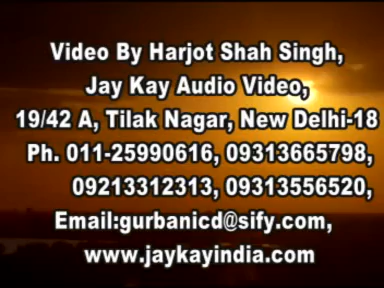 Video By Harjot Shah Singh,
Jay Kay Audio Video,
19/42 A, Tilak Nagar, New Delhi-18
Ph. 011-25990616, 09313665798,
09213312313, 09313556520,
Email:gurbanicd@sify.com,
www.jaykayindia.com